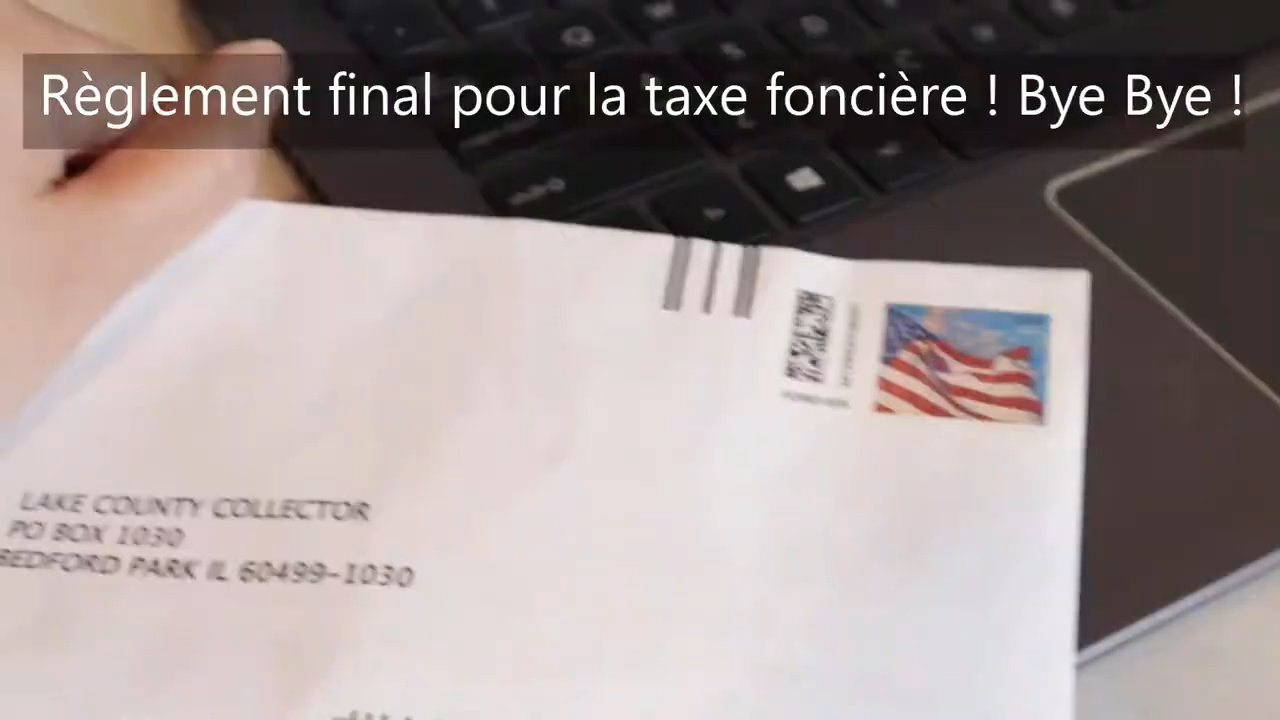 Règlement final pour la taxe foncière ! Bye Bye !
LAKE COUNTY COLLECTOR
PO BOX 1030
BEDFORD PARK IL 60499-1030